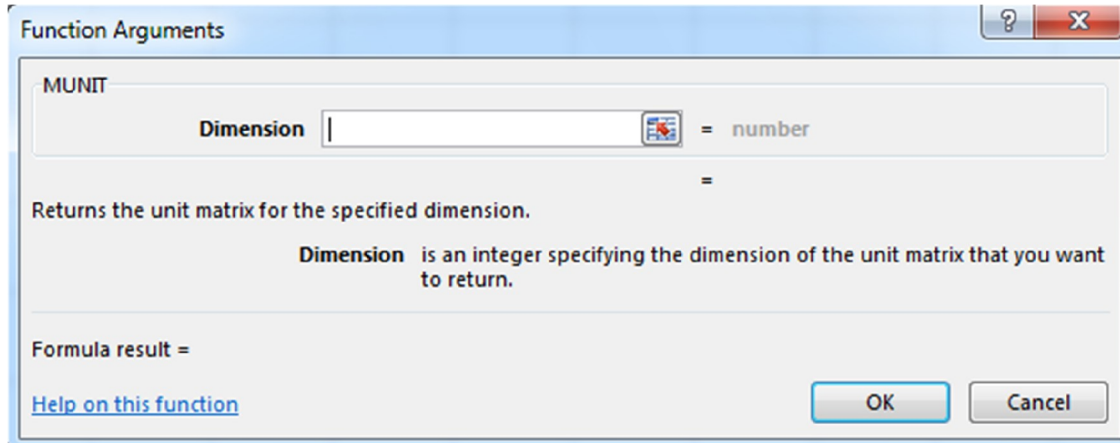 Function Arguments
MUNIT
Dimension = number
=
Returns the unit matrix for the specified dimension.
Dimension is an integer specifying the dimension of the unit matrix that you want
to return.
Formula result =
Help on this function OK Cancel